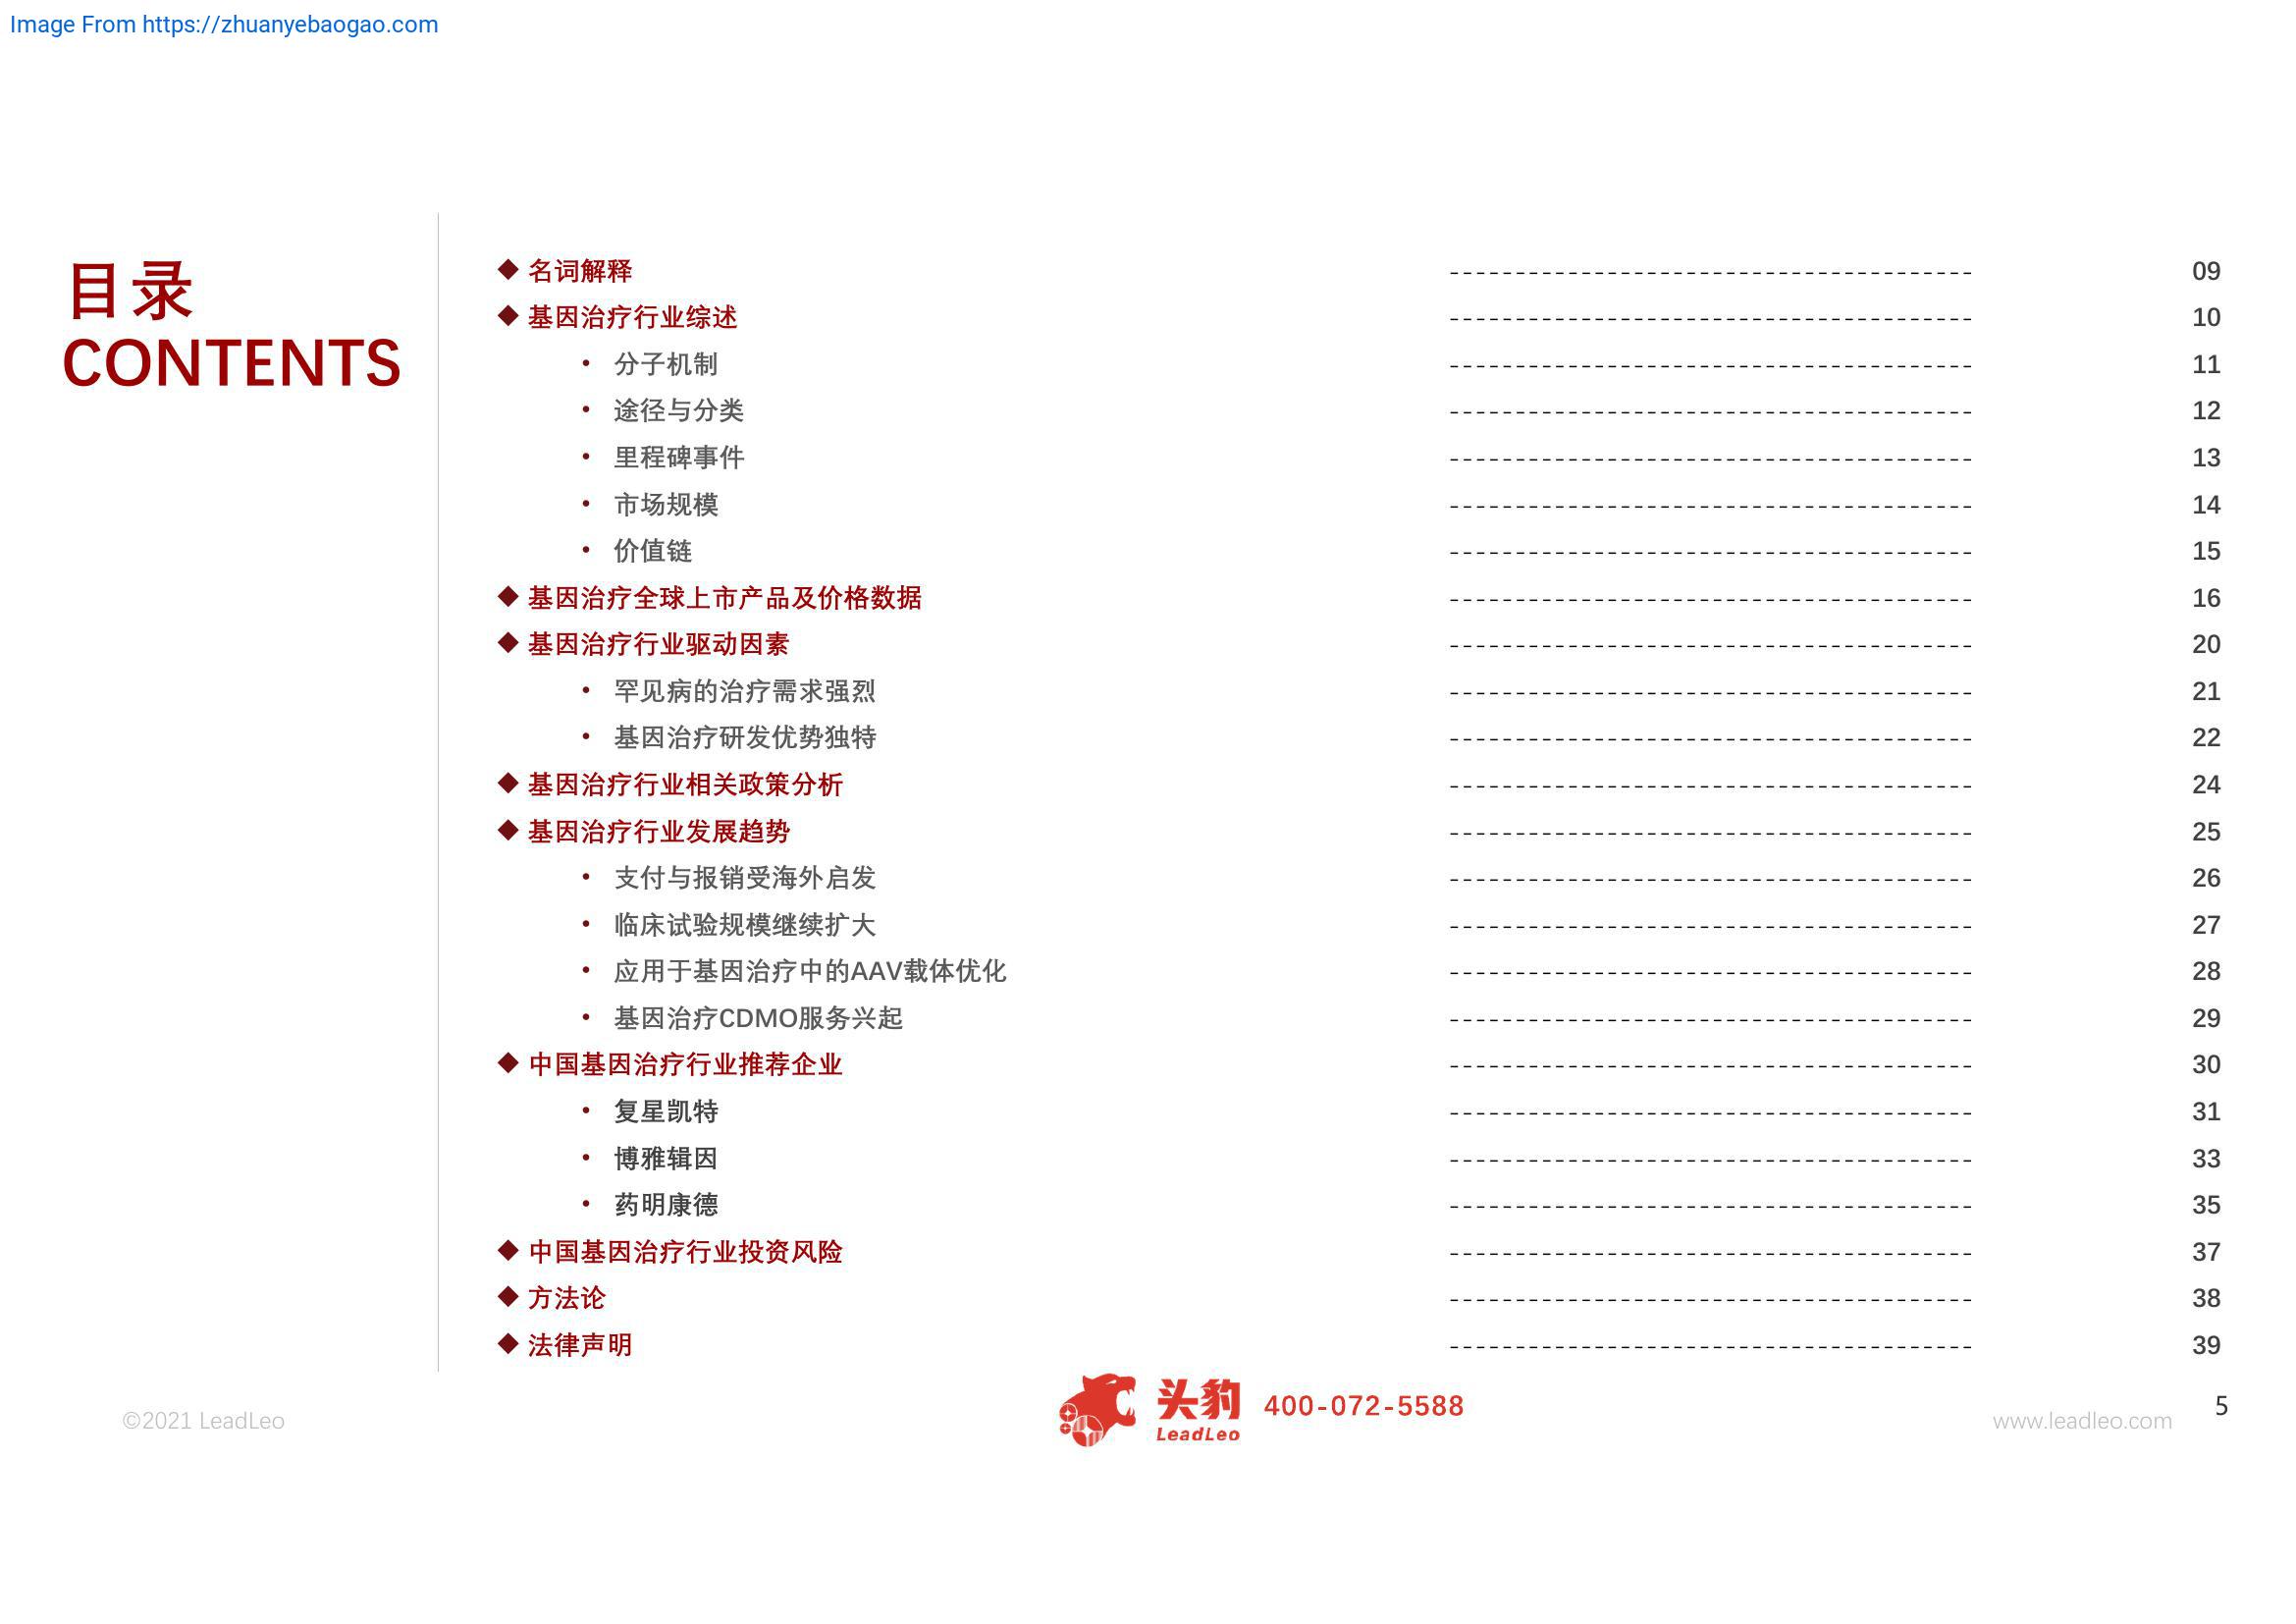 Image From https://zhuanyebaogao.com
目录
CONTENTS
◆ 名词解释 ---------------------------------------- 09
◆ 基因治疗行业综述 ---------------------------------------- 10
• 分子机制 ---------------------------------------- 11
• 途径与分类 ---------------------------------------- 12
• 里程碑事件 ---------------------------------------- 13
• 市场规模 ---------------------------------------- 14
• 价值链 ---------------------------------------- 15
◆ 基因治疗全球上市产品及价格数据 ---------------------------------------- 16
◆ 基因治疗行业驱动因素 ---------------------------------------- 20
• 罕见病的治疗需求强烈 ---------------------------------------- 21
• 基因治疗研发优势独特 ---------------------------------------- 22
◆ 基因治疗行业相关政策分析 ---------------------------------------- 24
◆ 基因治疗行业发展趋势 ---------------------------------------- 25
• 支付与报销受海外启发 ---------------------------------------- 26
• 临床试验规模继续扩大 ---------------------------------------- 27
• 应用于基因治疗中的AAV载体优化 ---------------------------------------- 28
• 基因治疗CDMO服务兴起 ---------------------------------------- 29
◆ 中国基因治疗行业推荐企业 ---------------------------------------- 30
• 复星凯特 ---------------------------------------- 31
• 博雅辑因 ---------------------------------------- 33
• 药明康德 ---------------------------------------- 35
◆ 中国基因治疗行业投资风险 ---------------------------------------- 37
◆ 方法论 ---------------------------------------- 38
◆ 法律声明 ---------------------------------------- 39
©2021 LeadLeo
头豹
LeadLeo
400-072-5588
www.leadleo.com
5